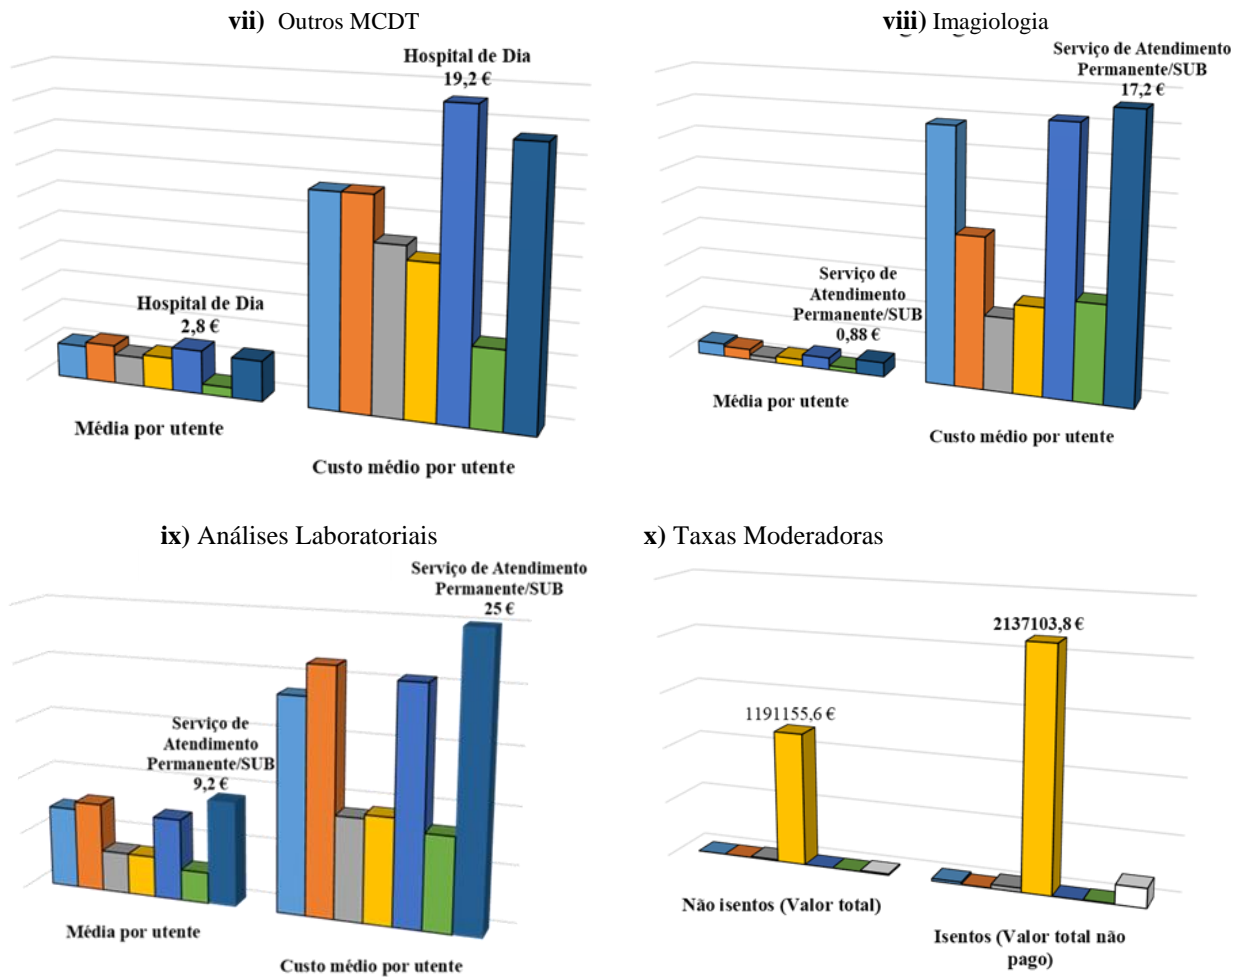 vii) Outros MCDT
Hospital de Dia
19,2 €
Hospital de Dia
2,8 €
Média por utente
Custo médio por utente
viii) Imagiologia
Serviço de Atendimento
Permanente/SUB
17,2 €
Serviço de
Atendimento
Permanente/SUB
0,88 €
Média por utente
Custo médio por utente
ix) Análises Laboratoriais
Serviço de Atendimento
Permanente/SUB
25 €
Serviço de
Atendimento
Permanente/SUB
9,2 €
Média por utente
Custo médio por utente
x) Taxas Moderadoras
2137103,8 €
1191155,6 €
Não isentos (Valor total)
Isentos (Valor total não
pago)